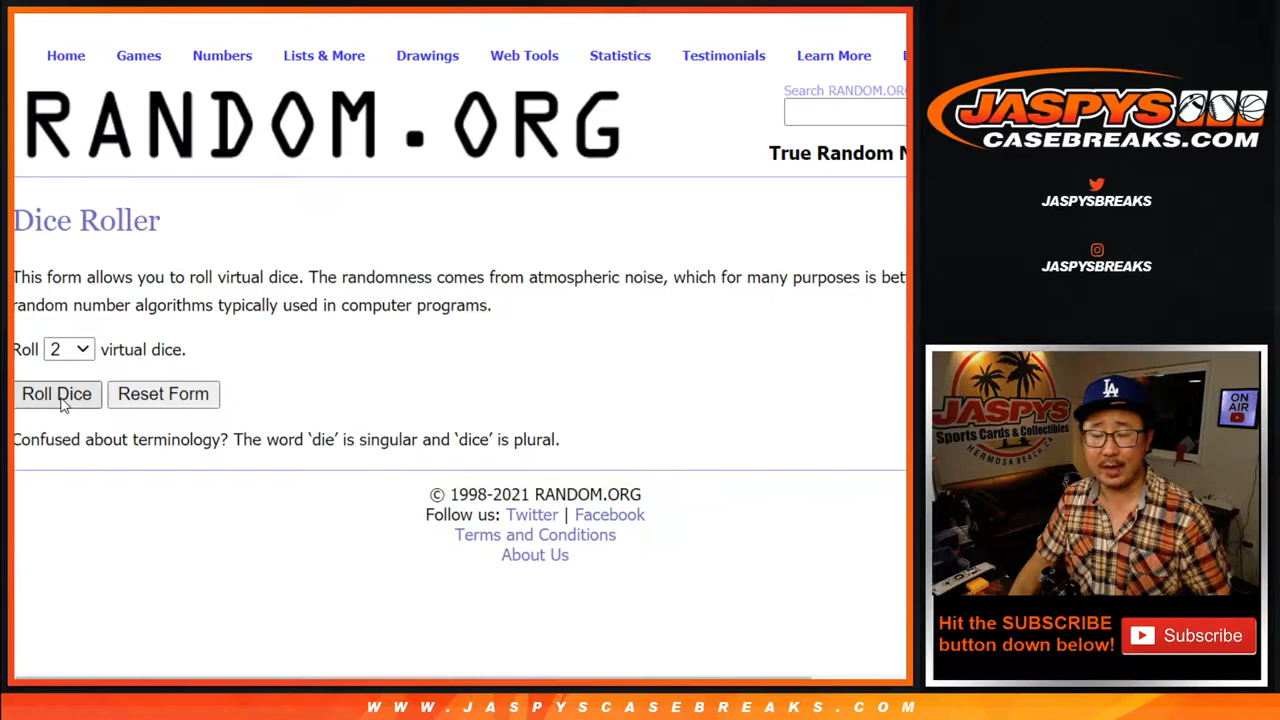 Home Games Numbers Lists & More Drawings Web Tools Statistics Testimonials Learn More
RANDOM.ORG
Search RANDOM.ORG
True Random N
Dice Roller
This form allows you to roll virtual dice. The randomness comes from atmospheric noise, which for many purposes is bet
random number algorithms typically used in computer programs.
Roll 2 virtual dice.
Roll Dice Reset Form
Confused about terminology? The word ‘die’ is singular and ‘dice’ is plural.
© 1998-2021 RANDOM.ORG
Follow us: Twitter | Facebook
Terms and Conditions
About Us
JASPYS
CASEBREAKS.COM
JASPYSBREAKS
JASPYSBREAKS
JASPYS
Sports Cards & Collectibles
HERMOSA BEACH, CA
LA
ON
AIR
Hit the SUBSCRIBE
button down below!
Subscribe
WWW.JASPYSCASEBREAKS.COM